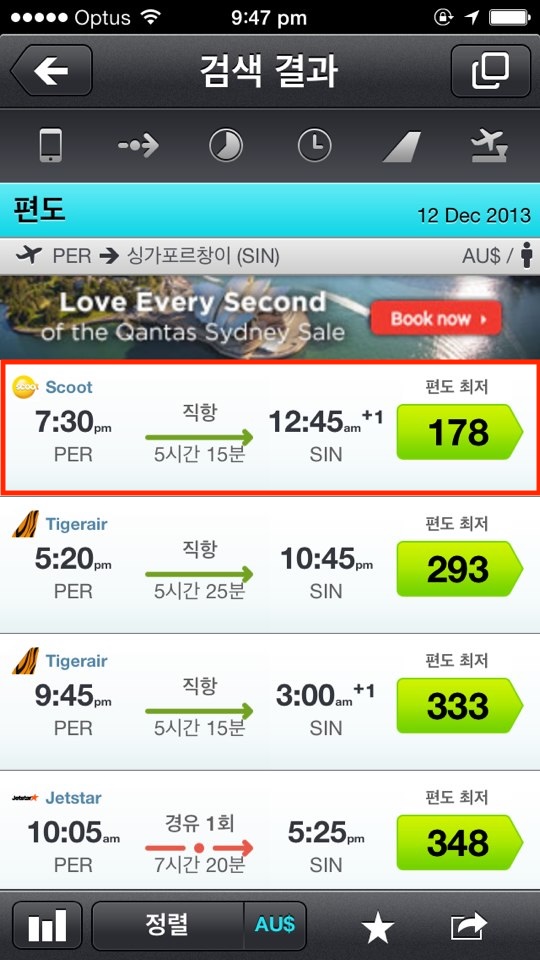 Optus 9:47 pm
검색 결과
편도 12 Dec 2013
PER 싱가포르창이 (SIN) AU$ /
Love Every Second
of the Qantas Sydney Sale
Book now
Scoot 편도 최저
7:30pm 직항 12:45am+1 178
PER 5시간 15분 SIN
Tigerair 편도 최저
5:20pm 직항 10:45pm 293
PER 5시간 25분 SIN
Tigerair 편도 최저
9:45pm 직항 3:00am+1 333
PER 5시간 15분 SIN
Jetstar Jetstar 편도 최저
10:05am 경유 1회 5:25pm 348
PER 7시간 20분 SIN
정렬 AU$